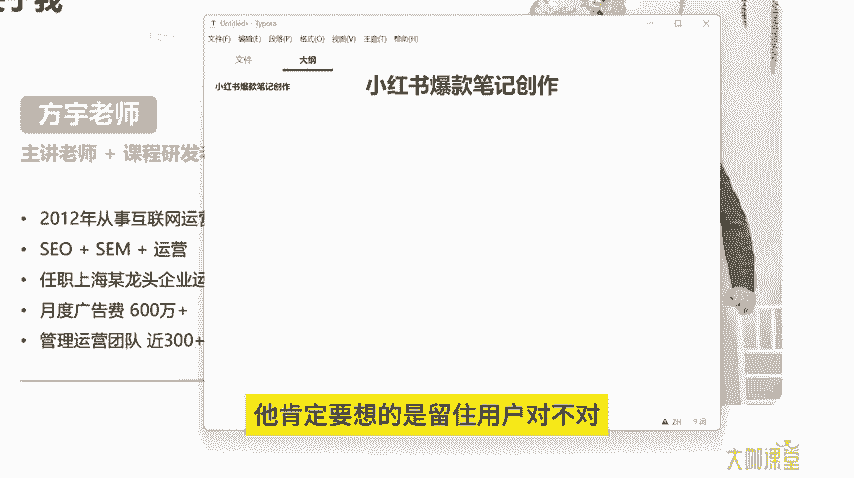 于我
方宇老师
主讲老师 + 课程研发
• 2012年从事互联网运营
• SEO + SEM + 运营
• 任职上海某龙头企业运
• 月度广告费 600万+
• 管理运营团队 近300+
Untitled• - Typora
文件(F) 编辑(E) 段落(P) 格式(O) 视图(V) 主题(T) 帮助(H)
文件 大纲
小红书爆款笔记创作
小红书爆款笔记创作
ZH 9 词
他肯定要想的是留住用户对不对
课堂